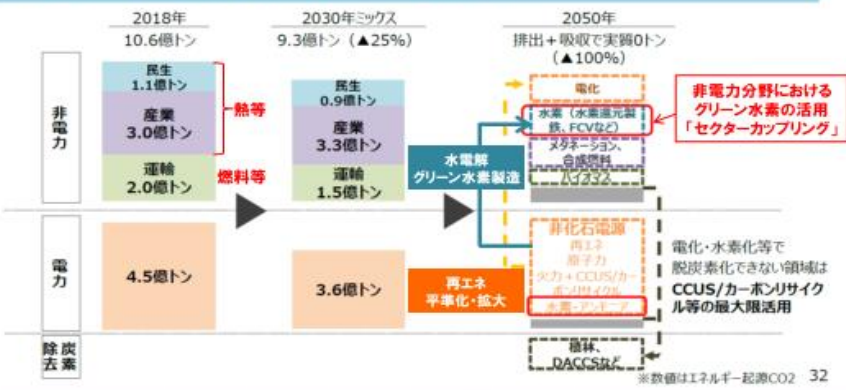 2018年
10.6億トン
2030年ミックス
9.3億トン（▲25%）
2050年
排出＋吸収で実質0トン
（▲100%）
非電力
民生
1.1億トン
産業
3.0億トン
運輸
2.0億トン
熱等
燃料等
民生
0.9億トン
産業
3.3億トン
運輸
1.5億トン
水電解
グリーン水素製造
電化
水素（水素還元製
鉄、FCVなど）
メタネーション、
合成燃料
バイオマス
非電力分野における
グリーン水素の活用
「セクターカップリング」
電力
4.5億トン
3.6億トン
再エネ
平準化・拡大
非化石電源
再エネ
原子力
火力＋CCUS/カー
ボンリサイクル
水素・アンモニア
電化・水素化等で
脱炭素化できない領域は
CCUS/カーボンリサイク
ル等の最大限活用
炭素除去
植林、
DACCSなど
※数値はエネルギー起源CO2
32